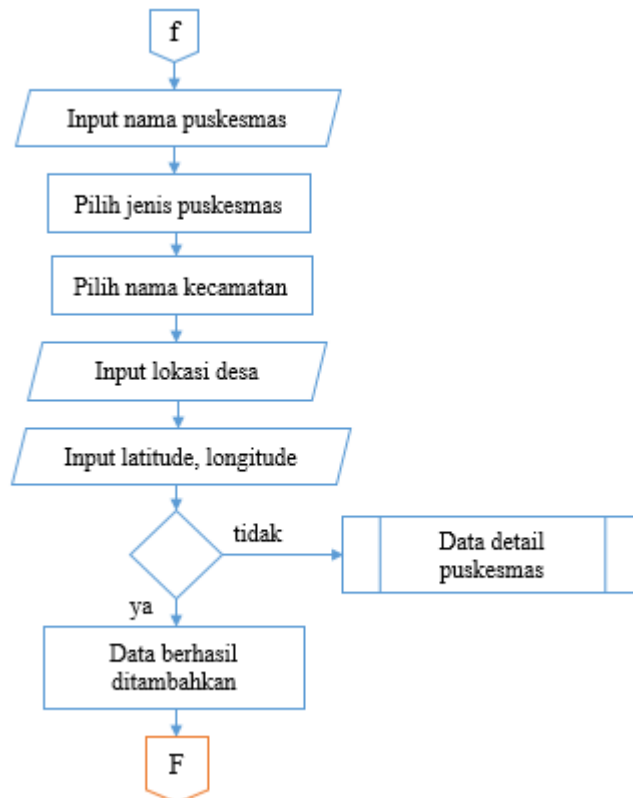 f
Input nama puskesmas
Pilih jenis puskesmas
Pilih nama kecamatan
Input lokasi desa
Input latitude, longitude
tidak
Data detail
puskesmas
ya
Data berhasil
ditambahkan
F